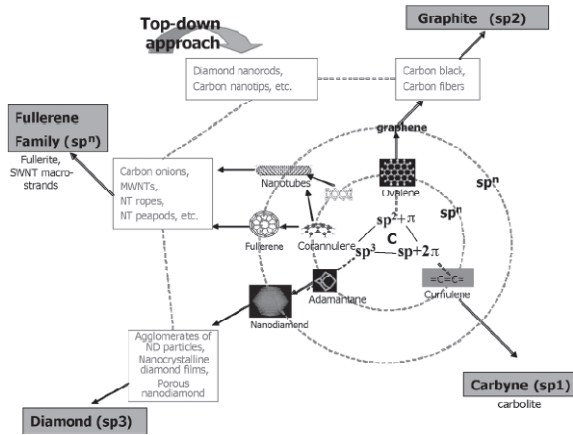 Top-down
approach
Graphite (sp2)
Diamond nanorods,
Carbon nanotips, etc.
Carbon black,
Carbon fibers
Fullerene
Family (spⁿ)
Fullerite,
SWNT macro-
strands
graphene
Carbon onions,
MWNTs,
NT ropes,
NT peapods, etc.
Nanotubes
Ovalene
spⁿ
spⁿ
sp²+π
C
sp³
sp+2π
Fullerene
Corannulene
=C=C=
Cumulene
Adamantane
Nanodiamond
Agglomerates of
ND particles,
Nanocrystalline
diamond films,
Porous
nanodiamond
Carbyne (sp1)
carbolite
Diamond (sp3)